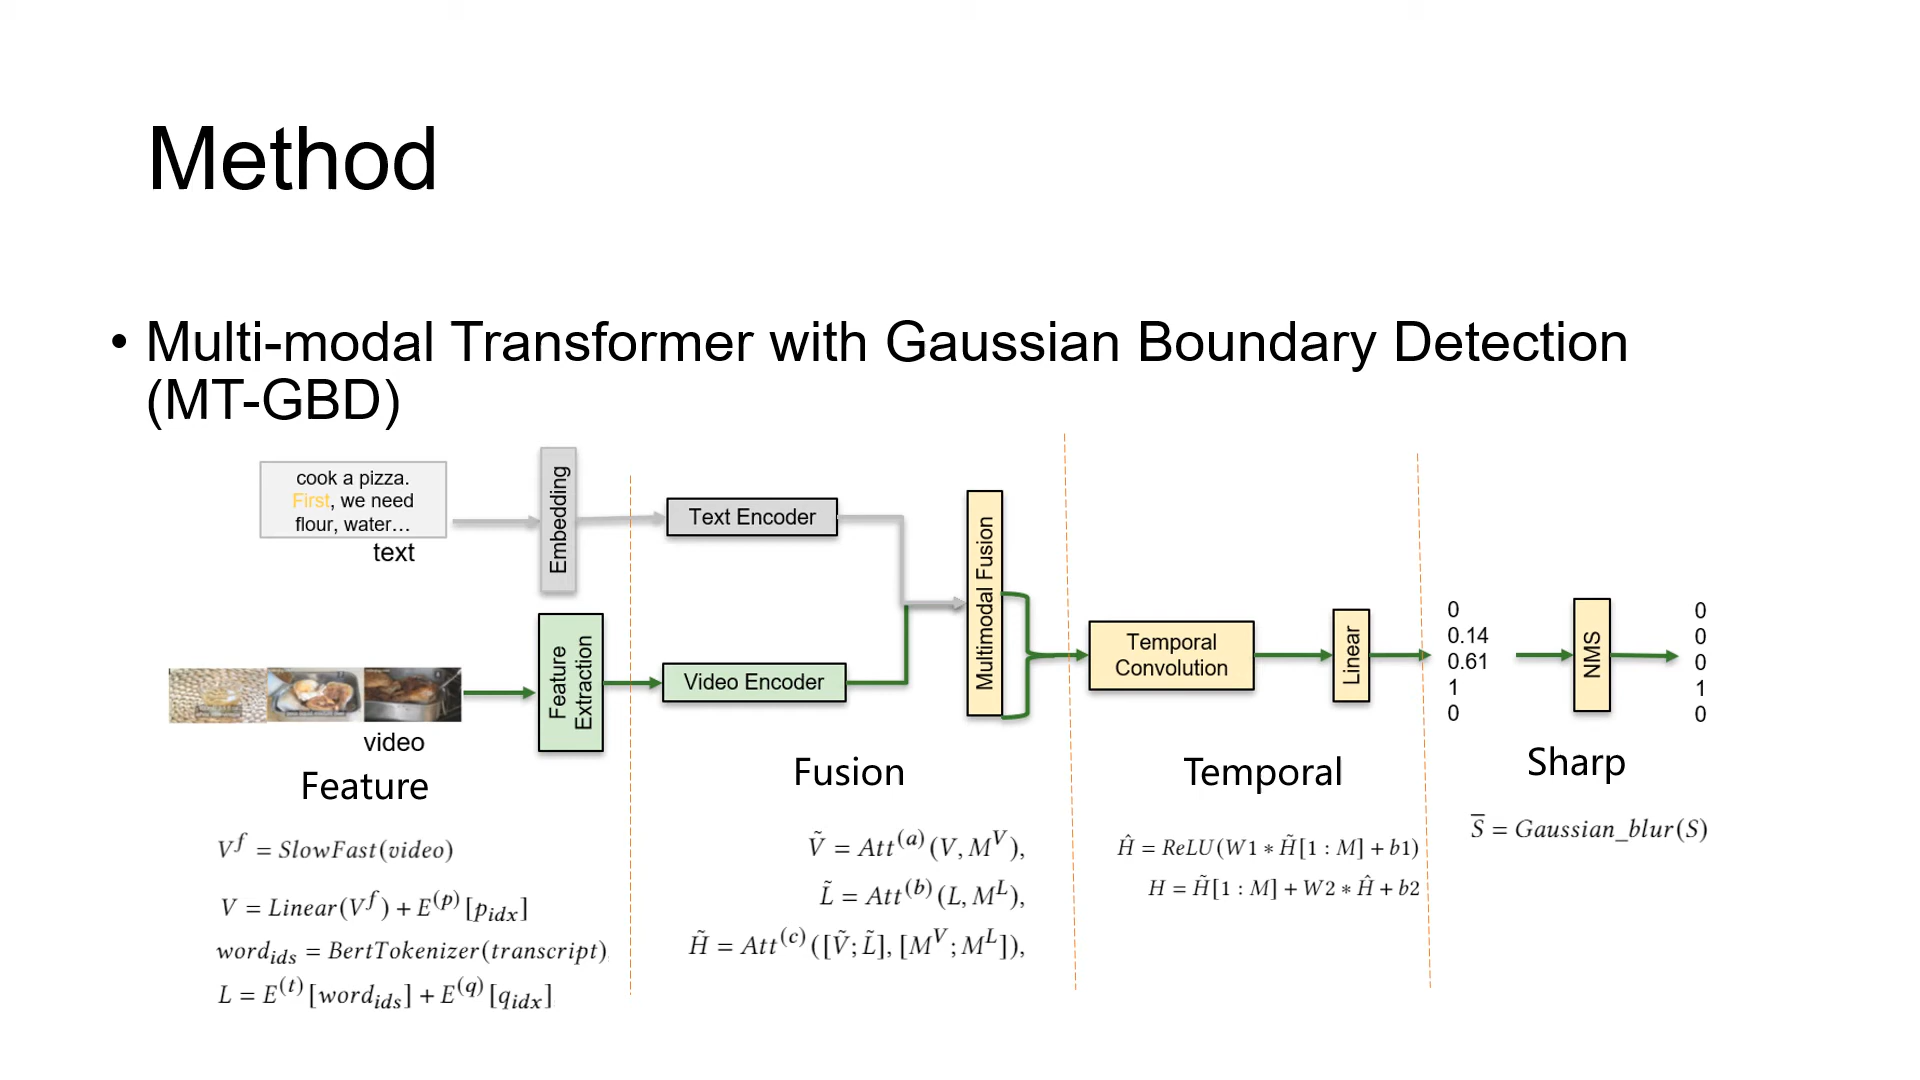 Method
• Multi-modal Transformer with Gaussian Boundary Detection
(MT-GBD)
cook a pizza.
First, we need
flour, water…
text
Embedding
Text Encoder
Multimodal Fusion
video
Feature
Extraction
Video Encoder
Temporal
Convolution
Linear
0
0.14
0.61
1
0
NMS
0
0
0
1
0
Feature
Fusion
Temporal
Sharp
V^f = SlowFast(video)
V = Linear(V^f) + E^(p)[p_idx]
word_ids = BertTokenizer(transcript)
L = E^(t)[word_ids] + E^(q)[q_idx]
Ṽ = Att^(a)(V, M^V),
L̃ = Att^(b)(L, M^L),
H̃ = Att^(c)([Ṽ; L̃], [M^V; M^L]),
Ĥ = ReLU(W1 * H̃[1 : M] + b1)
H = H̃[1 : M] + W2 * Ĥ + b2
S̅ = Gaussian_blur(S)